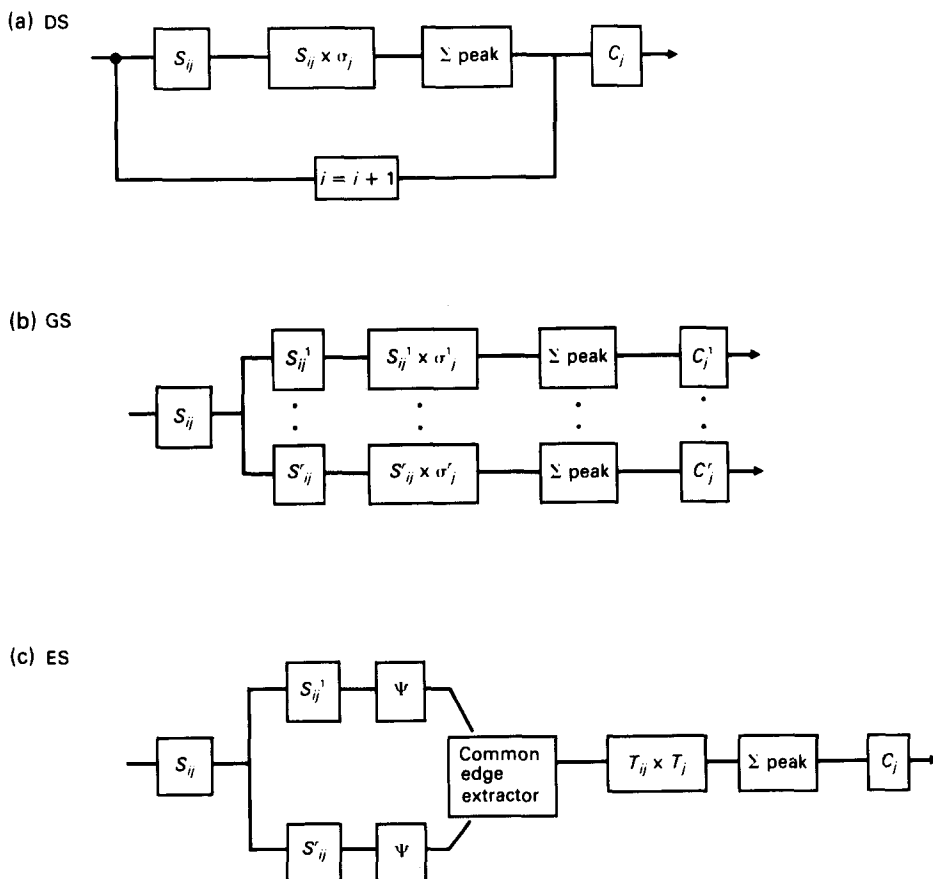 (a) DS
S_ij
S_ij × σ_j
Σ peak
C_j
i = i + 1
(b) GS
S_ij
S_ij^1
S_ij^1 × σ^1_j
Σ peak
C_j^1
S^r_ij
S^r_ij × σ^r_j
Σ peak
C^r_j
(c) ES
S_ij
S_ij^1
Ψ
Common
edge
extractor
T_ij × T_j
Σ peak
C_j
S^r_ij
Ψ